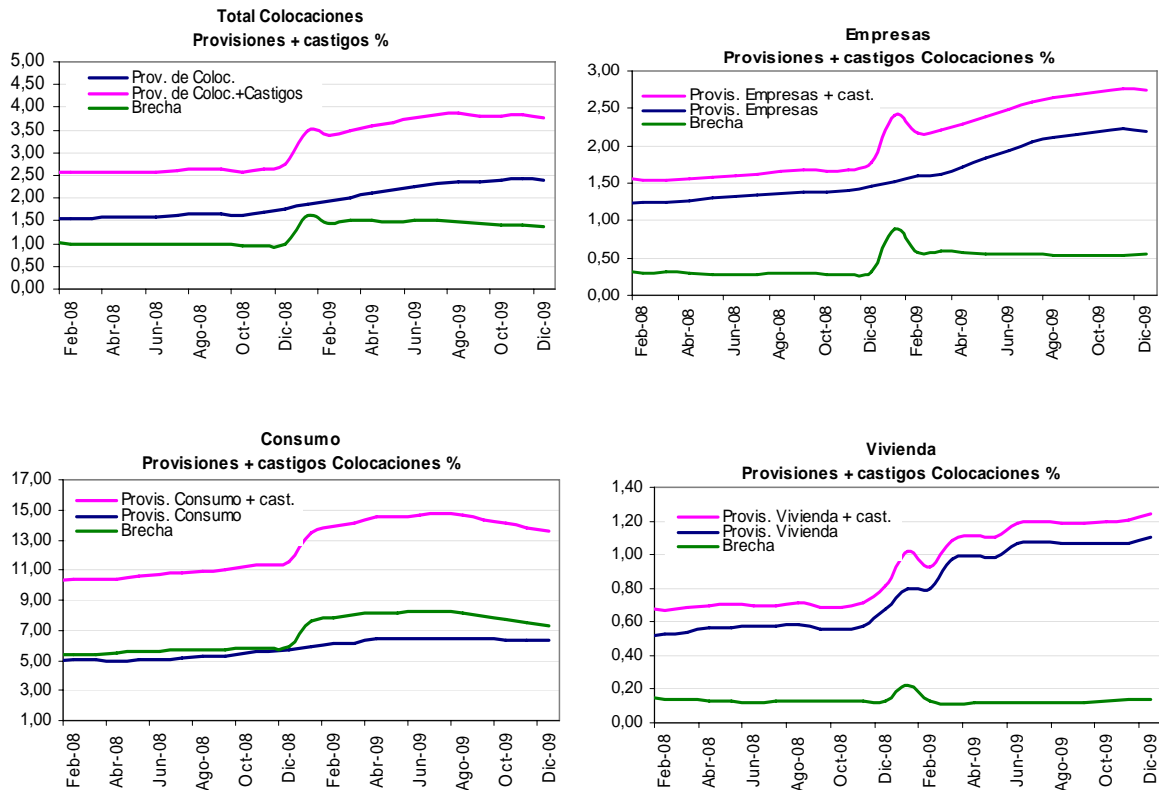 Total Colocaciones
Provisiones + castigos %
5,00
4,50
4,00
3,50
3,00
2,50
2,00
1,50
1,00
0,50
0,00
Prov. de Coloc.
Prov. de Coloc.+Castigos
Brecha
Feb-08
Abr-08
Jun-08
Ago-08
Oct-08
Dic-08
Feb-09
Abr-09
Jun-09
Ago-09
Oct-09
Dic-09
Empresas
Provisiones + castigos Colocaciones %
3,00
2,50
2,00
1,50
1,00
0,50
0,00
Provis. Empresas + cast.
Provis. Empresas
Brecha
Feb-08
Abr-08
Jun-08
Ago-08
Oct-08
Dic-08
Feb-09
Abr-09
Jun-09
Ago-09
Oct-09
Dic-09
Consumo
Provisiones + castigos Colocaciones %
17,00
15,00
13,00
11,00
9,00
7,00
5,00
3,00
1,00
Provis. Consumo + cast.
Provis. Consumo
Brecha
Feb-08
Abr-08
Jun-08
Ago-08
Oct-08
Dic-08
Feb-09
Abr-09
Jun-09
Ago-09
Oct-09
Dic-09
Vivienda
Provisiones + castigos Colocaciones %
1,40
1,20
1,00
0,80
0,60
0,40
0,20
0,00
Provis. Vivienda + cast.
Provis. Vivienda
Brecha
Feb-08
Abr-08
Jun-08
Ago-08
Oct-08
Dic-08
Feb-09
Abr-09
Jun-09
Ago-09
Oct-09
Dic-09